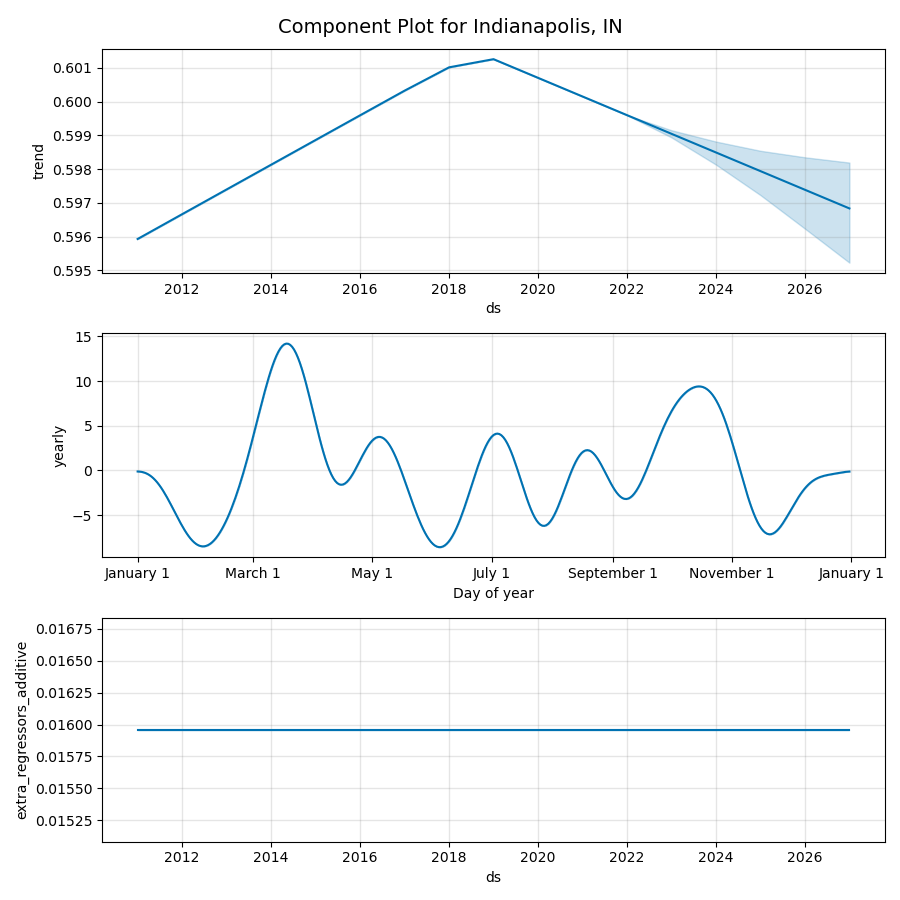 Component Plot for Indianapolis, IN
0.601
0.600
0.599
0.598
0.597
0.596
0.595
trend
2012 2014 2016 2018 2020 2022 2024 2026
ds
15
10
5
0
−5
yearly
January 1 March 1 May 1 July 1 September 1 November 1 January 1
Day of year
0.01675
0.01650
0.01625
0.01600
0.01575
0.01550
0.01525
extra_regressors_additive
2012 2014 2016 2018 2020 2022 2024 2026
ds